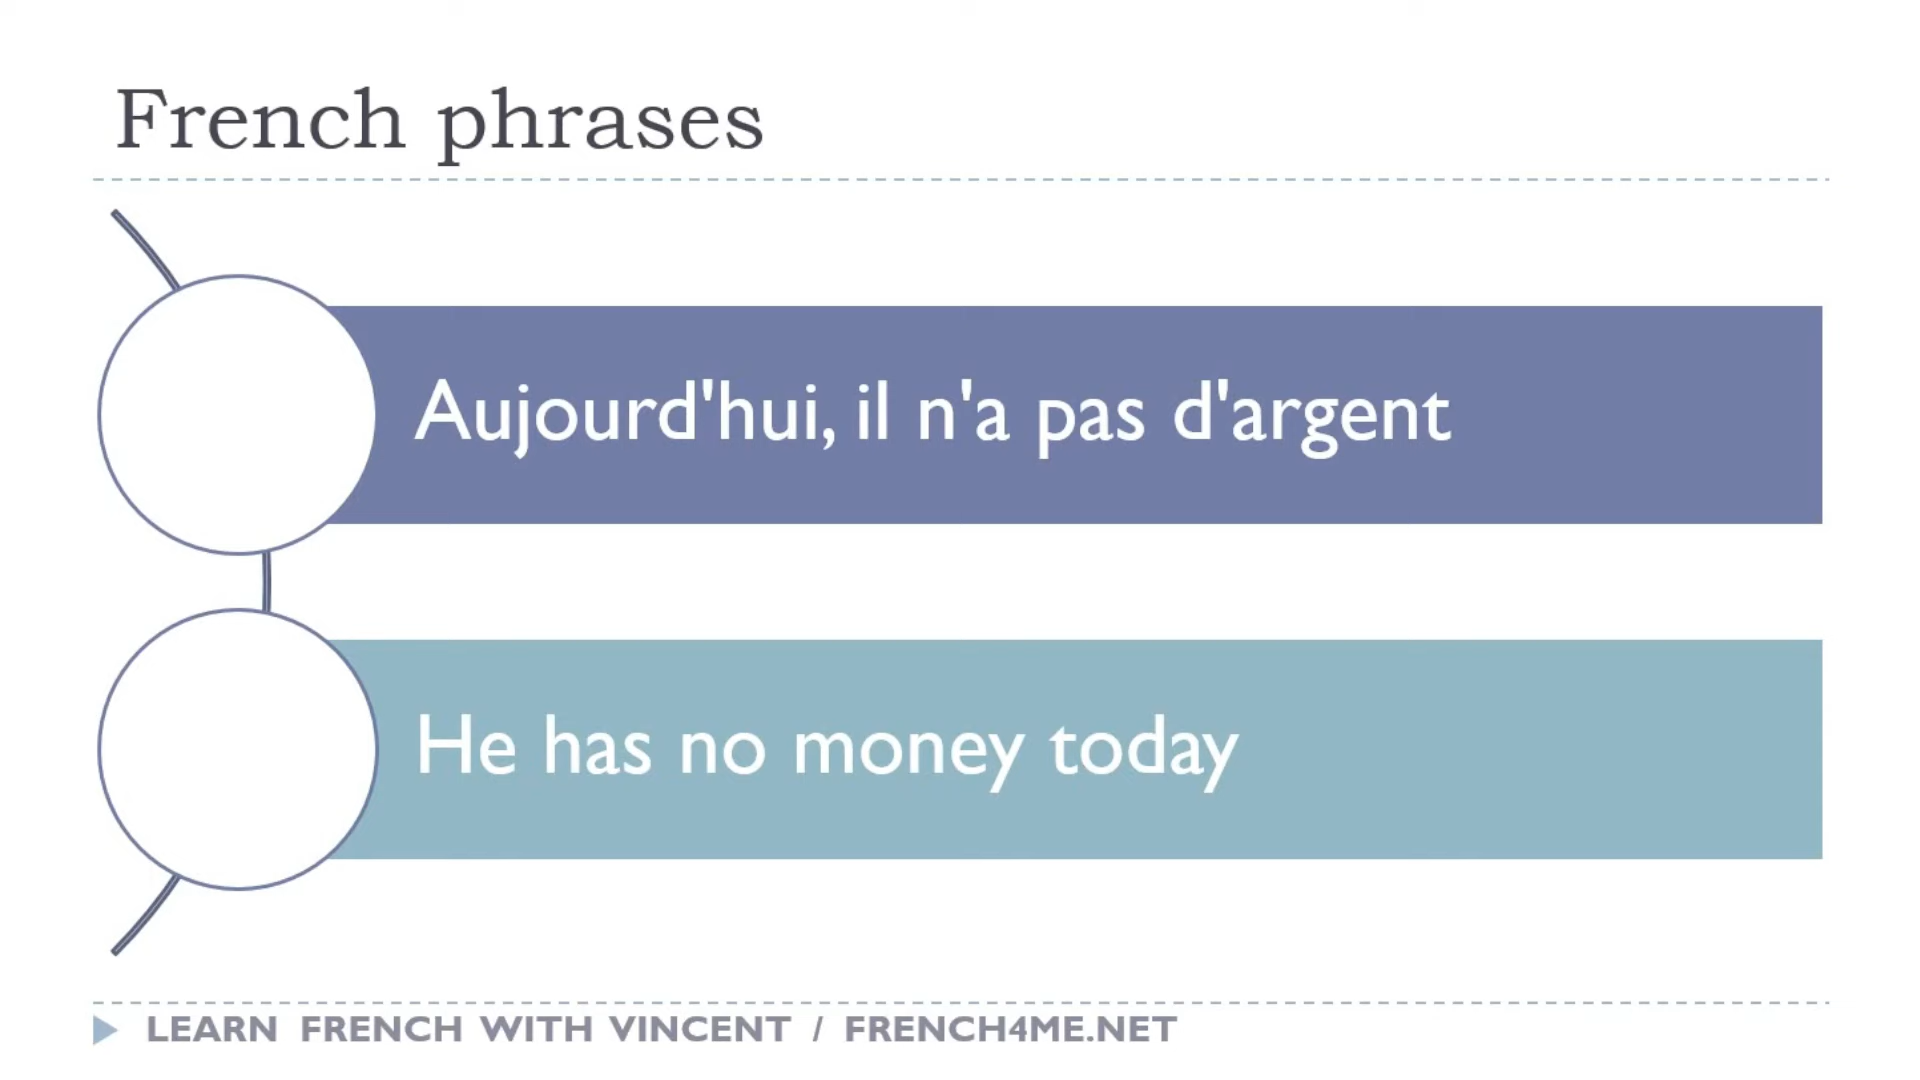 French phrases
Aujourd'hui, il n'a pas d'argent
He has no money today
LEARN FRENCH WITH VINCENT / FRENCH4ME.NET